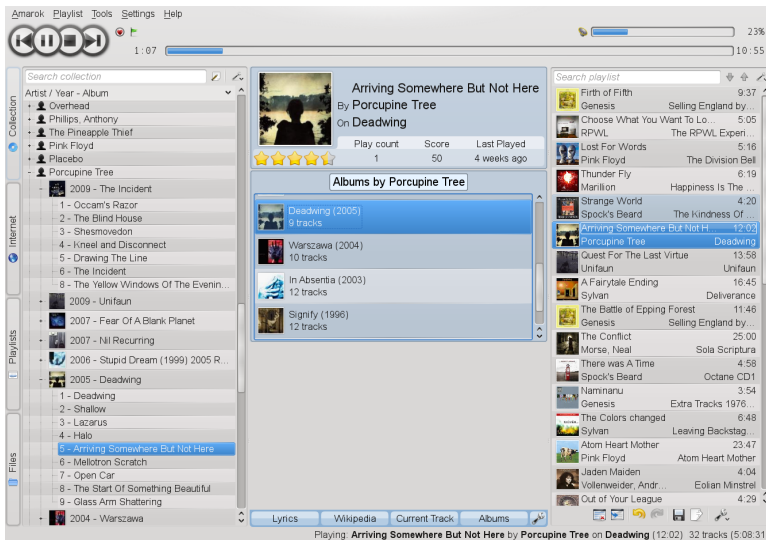 Amarok Playlist Tools Settings Help
23%
1:07
10:55
Collection
Internet
Playlists
Files
Search collection
Artist / Year - Album
Overhead
Phillips, Anthony
The Pineapple Thief
Pink Floyd
Placebo
Porcupine Tree
2009 - The Incident
1 - Occam's Razor
2 - The Blind House
3 - Shesmovedon
4 - Kneel and Disconnect
5 - Drawing The Line
6 - The Incident
8 - The Yellow Windows Of The Evenin...
2009 - Unifaun
2007 - Fear Of A Blank Planet
2007 - Nil Recurring
2006 - Stupid Dream (1999) 2005 R...
2005 - Deadwing
1 - Deadwing
2 - Shallow
3 - Lazarus
4 - Halo
5 - Arriving Somewhere But Not Here
6 - Mellotron Scratch
7 - Open Car
8 - The Start Of Something Beautiful
9 - Glass Arm Shattering
2004 - Warszawa
Arriving Somewhere But Not Here
By Porcupine Tree
On Deadwing
Play count Score Last Played
1 50 4 weeks ago
Albums by Porcupine Tree
Deadwing (2005)
9 tracks
Warszawa (2004)
10 tracks
In Absentia (2003)
12 tracks
Signify (1996)
12 tracks
Lyrics Wikipedia Current Track Albums
Search playlist
Firth of Fifth 9:37
Genesis Selling England by...
Choose What You Want To Lo... 5:05
RPWL The RPWL Experi...
Lost For Words 5:16
Pink Floyd The Division Bell
Thunder Fly 6:19
Marillion Happiness Is The ...
Strange World 4:20
Spock's Beard The Kindness Of ...
Arriving Somewhere But Not H... 12:02
Porcupine Tree Deadwing
Quest For The Last Virtue 13:58
Unifaun Unifaun
A Fairytale Ending 16:45
Sylvan Deliverance
The Battle of Epping Forest 11:46
Genesis Selling England by...
The Conflict 25:00
Morse, Neal Sola Scriptura
There was A Time 4:58
Spock's Beard Octane CD1
Naminanu 3:54
Genesis Extra Tracks 1976...
The Colors changed 6:48
Sylvan Leaving Backstag...
Atom Heart Mother 23:47
Pink Floyd Atom Heart Mother
Jaden Maiden 4:04
Vollenweider, Andr... Eolian Minstrel
Out of Your League 4:29
Playing: Arriving Somewhere But Not Here by Porcupine Tree on Deadwing (12:02) 32 tracks (5:08:31)